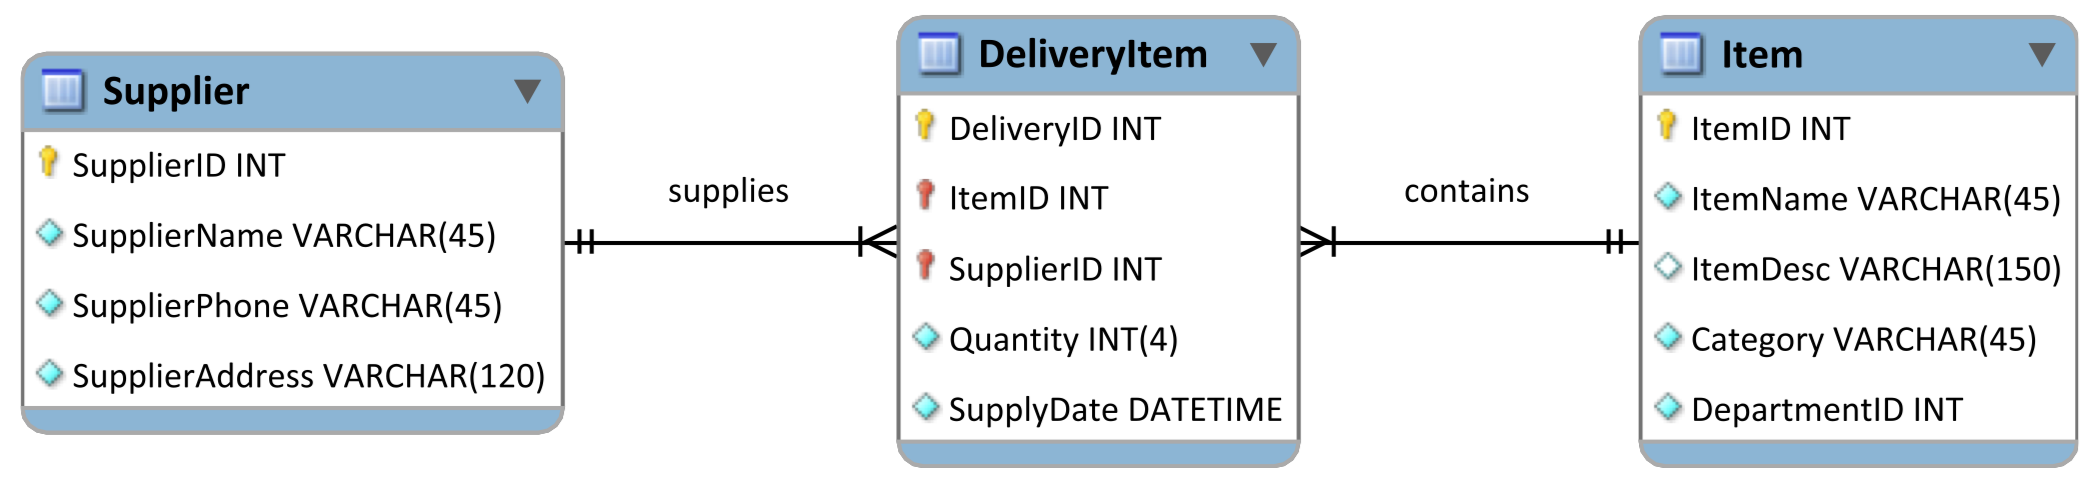 Supplier
SupplierID INT
SupplierName VARCHAR(45)
SupplierPhone VARCHAR(45)
SupplierAddress VARCHAR(120)
supplies
DeliveryItem
DeliveryID INT
ItemID INT
SupplierID INT
Quantity INT(4)
SupplyDate DATETIME
contains
Item
ItemID INT
ItemName VARCHAR(45)
ItemDesc VARCHAR(150)
Category VARCHAR(45)
DepartmentID INT